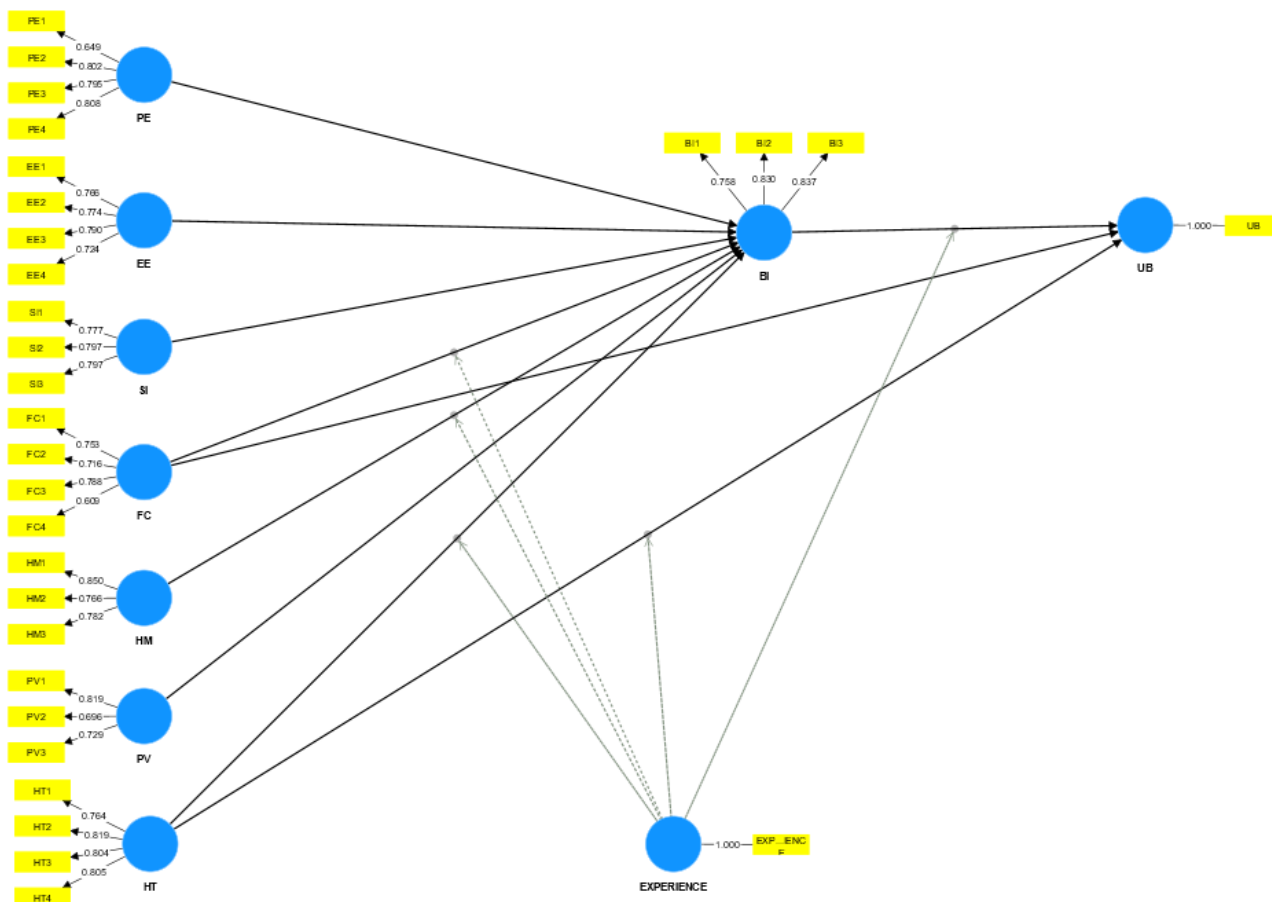 PE1
0.649
PE2
0.802
PE3
0.795
PE4
0.808
PE
EE1
0.766
EE2
0.774
EE3
0.790
EE4
0.724
EE
SI1
0.777
SI2
0.797
SI3
0.797
SI
FC1
0.753
FC2
0.716
FC3
0.788
FC4
0.609
FC
HM1
0.850
HM2
0.766
HM3
0.782
HM
PV1
0.819
PV2
0.696
PV3
0.729
PV
HT1
0.764
HT2
0.819
HT3
0.804
HT4
0.805
HT
BI1
BI2
BI3
0.758
0.830
0.837
BI
1.000
UB
UB
1.000
EXP...IENC
E
EXPERIENCE